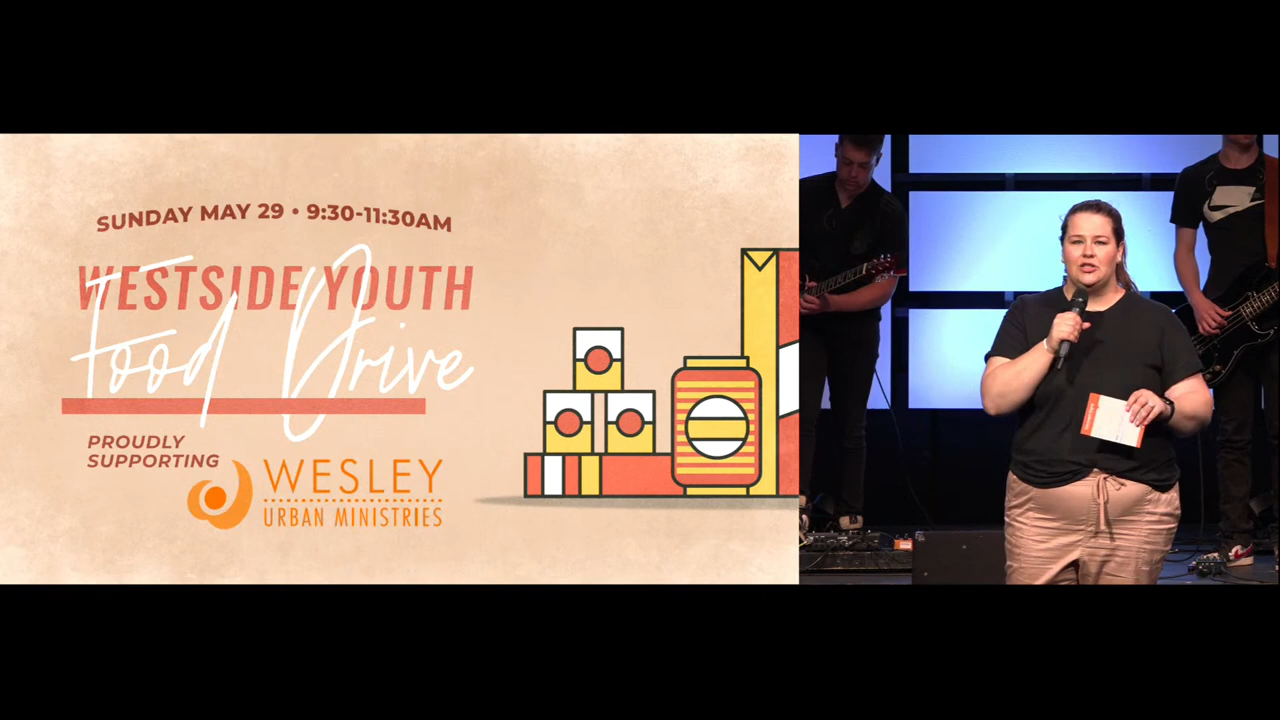 SUNDAY MAY 29 • 9:30-11:30AM
WESTSIDE YOUTH
Food Drive
PROUDLY
SUPPORTING
WESLEY
URBAN MINISTRIES